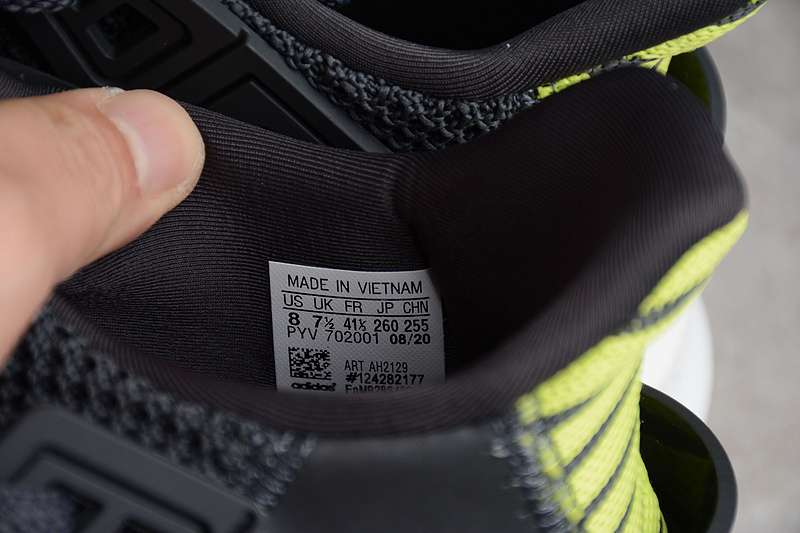 MADE IN VIETNAM
US UK FR JP CHN
8 7½ 41⅓ 260 255
PYV 702001 08/20
ART AH2129
#124282177
adidas